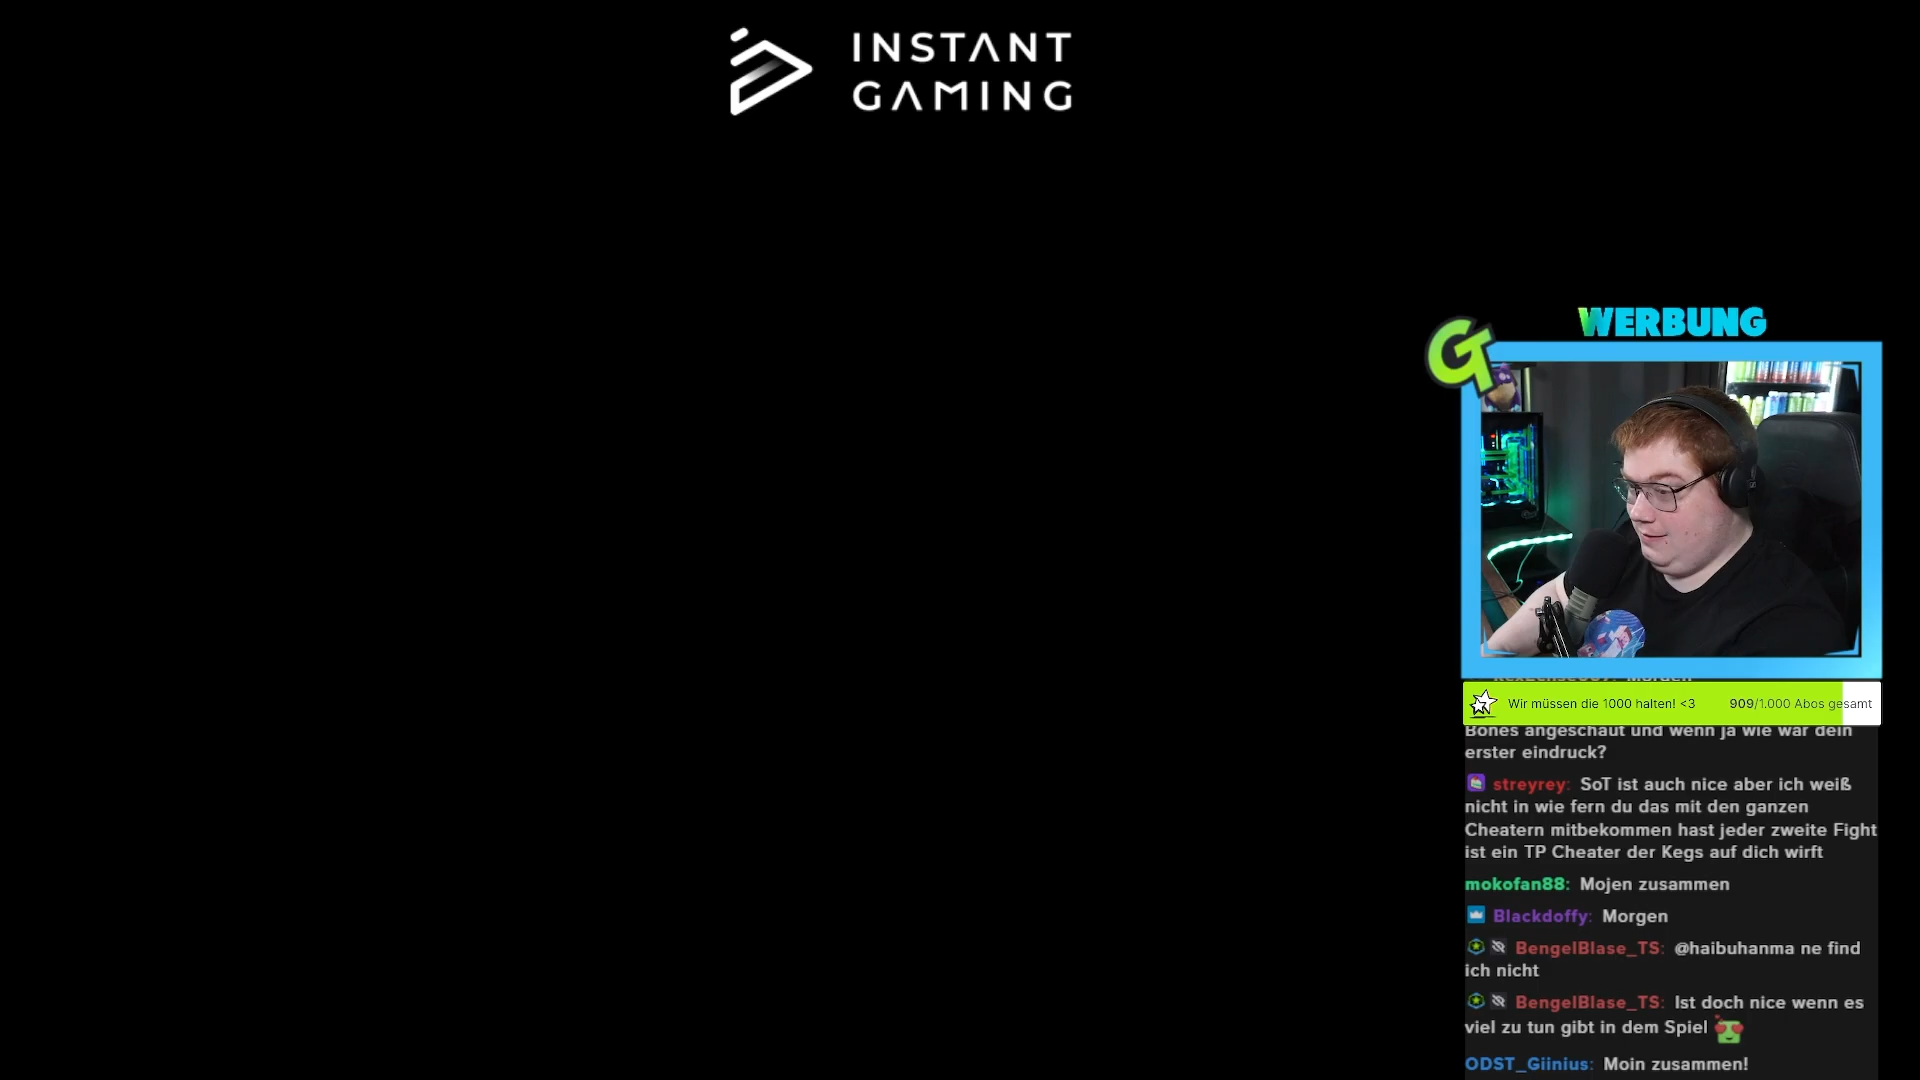 INSTANT
GAMING
WERBUNG
G
Wir müssen die 1000 halten! <3 909/1.000 Abos gesamt
Bones angeschaut und wenn ja wie war dein
erster eindruck?
streyrey: SoT ist auch nice aber ich weiß
nicht in wie fern du das mit den ganzen
Cheatern mitbekommen hast jeder zweite Fight
ist ein TP Cheater der Kegs auf dich wirft
mokofan88: Mojen zusammen
Blackdoffy: Morgen
BengelBlase_TS: @haibuhanma ne find
ich nicht
BengelBlase_TS: Ist doch nice wenn es
viel zu tun gibt in dem Spiel
ODST_Giinius: Moin zusammen!